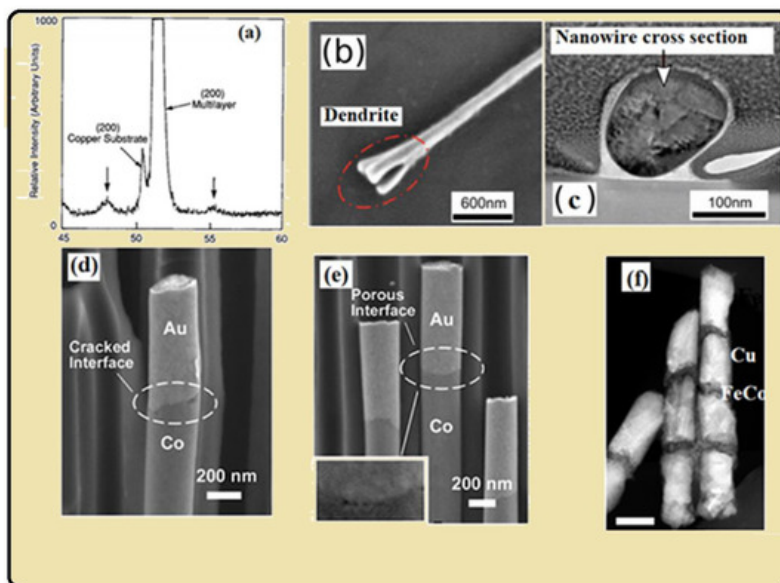 1000
(a)
Relative Intensity (Arbitrary Units)
(200)
Multilayer
(200)
Copper Substrate
0
45
50
55
60
(b)
Dendrite
600nm
Nanowire cross section
(c)
100nm
(d)
Au
Cracked
Interface
Co
200 nm
(e)
Porous
Interface
Au
Co
200 nm
(f)
Cu
FeCo